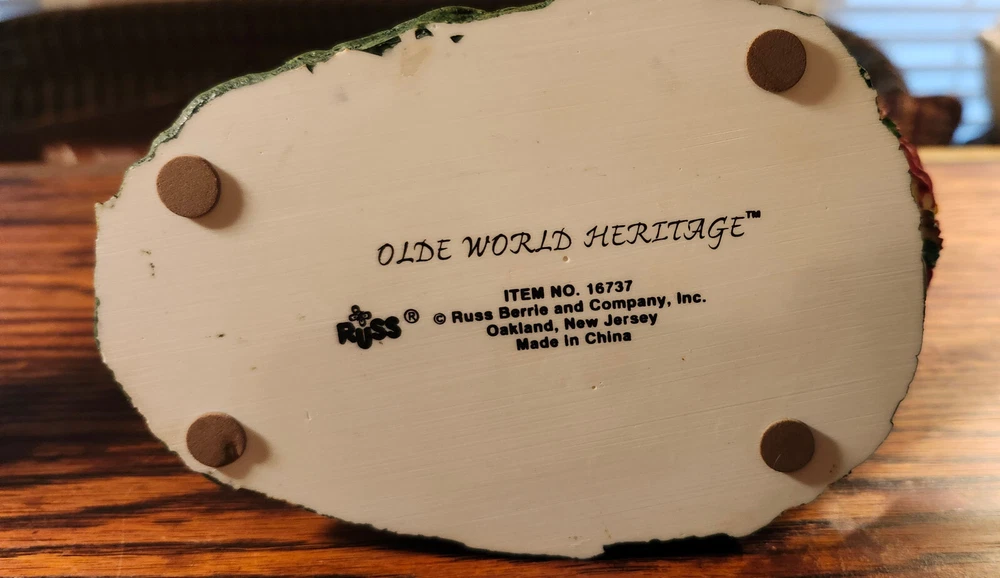 OLDE WORLD HERITAGE™
ITEM NO. 16737
© Russ Berrie and Company, Inc.
Oakland, New Jersey
Made in China
RUSS®